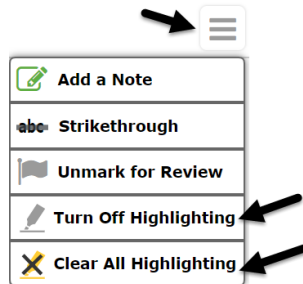 Add a Note
abc Strikethrough
Unmark for Review
Turn Off Highlighting
Clear All Highlighting